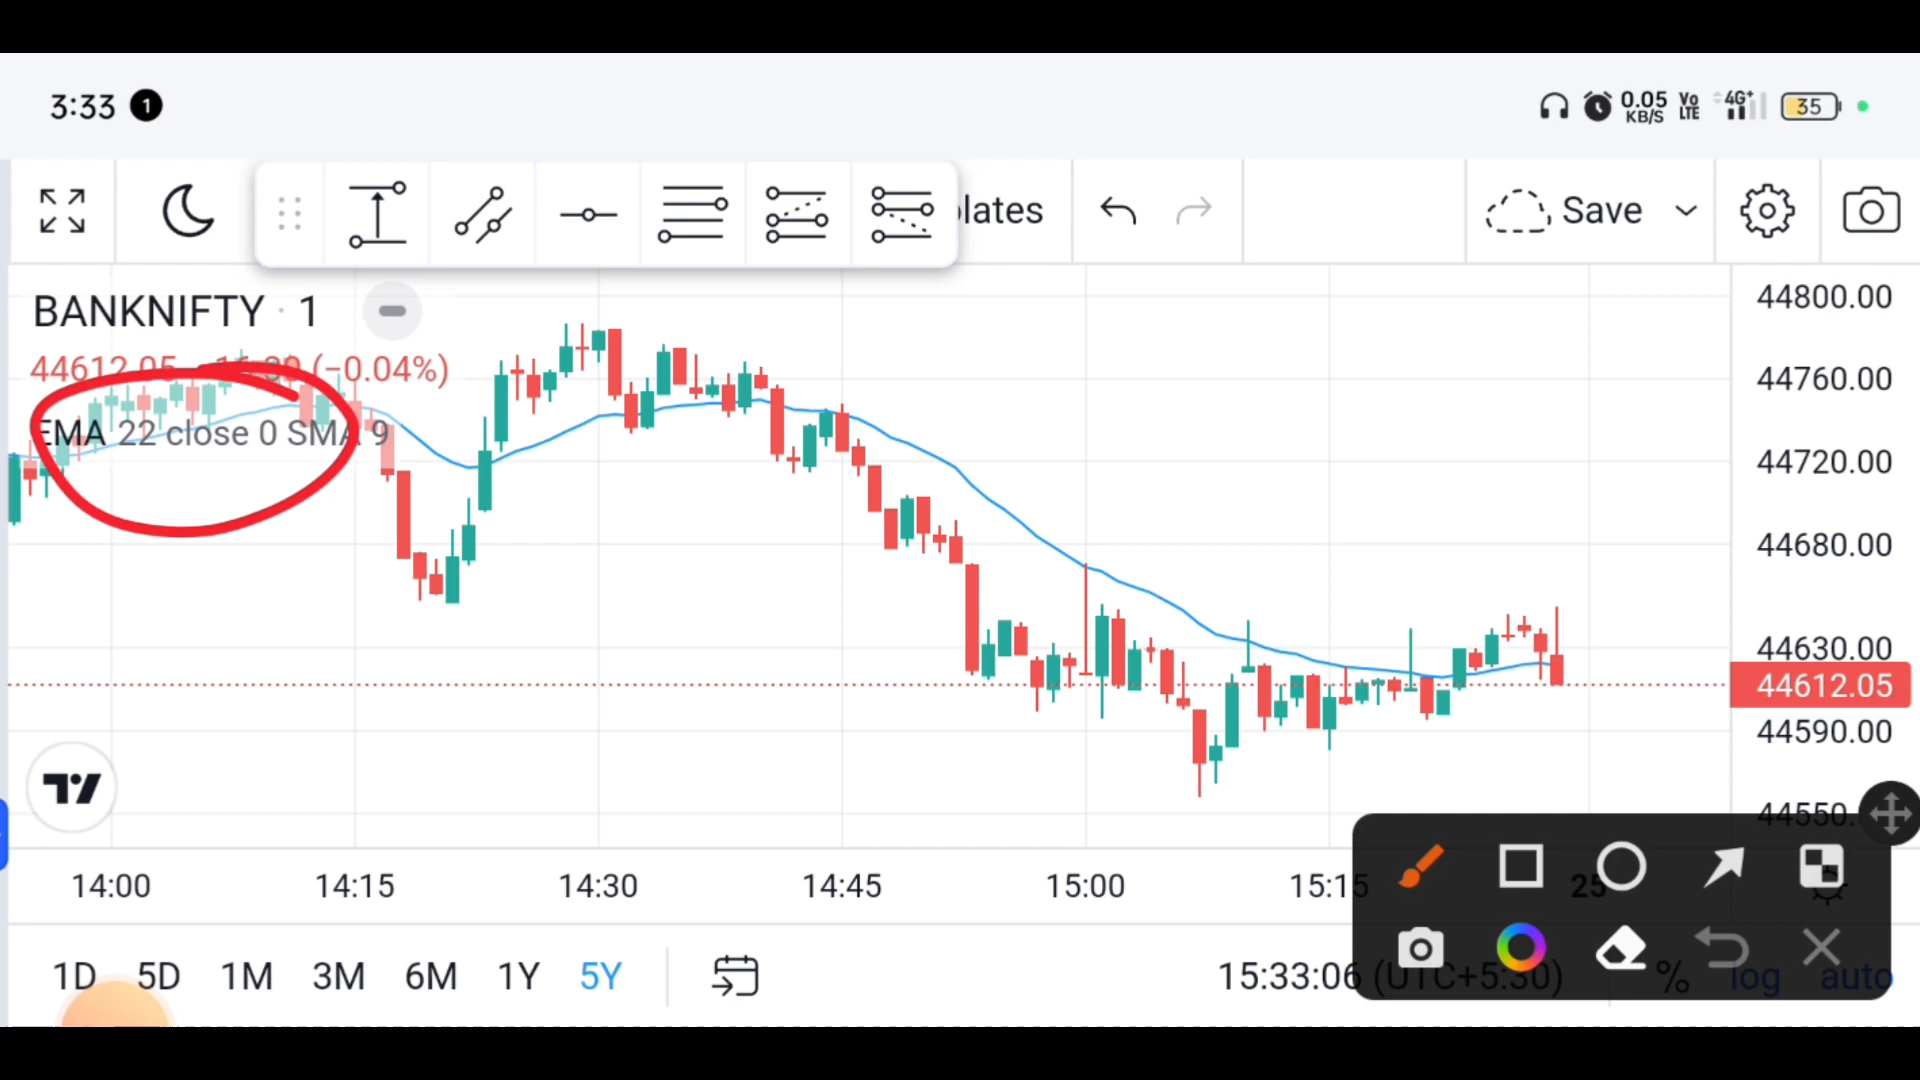 3:33 1
0.05 KB/S Vo LTE 4G+ 35
lates
Save
BANKNIFTY · 1
44612.05 (−0.04%)
EMA 22 close 0 SMA 9
44800.00
44760.00
44720.00
44680.00
44630.00
44612.05
44590.00
44550.
14:00 14:15 14:30 14:45 15:00 15:15 25
1D 5D 1M 3M 6M 1Y 5Y
15:33:06 (UTC+5:30) % log auto